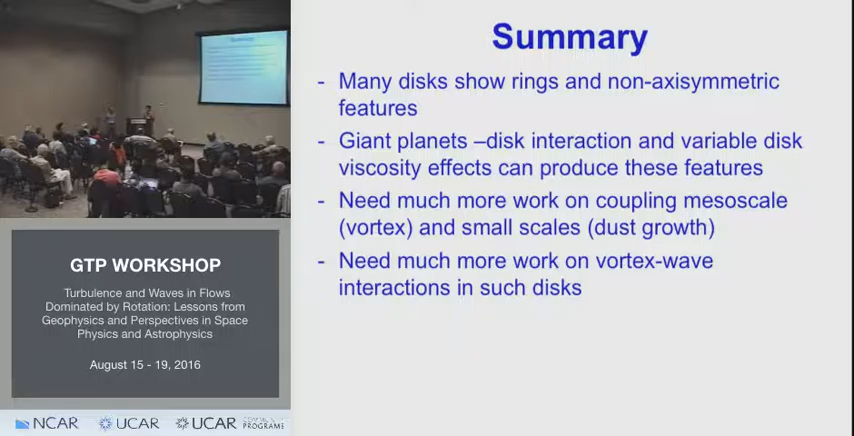 Summary
- Many disks show rings and non-axisymmetric
features
- Giant planets –disk interaction and variable disk
viscosity effects can produce these features
- Need much more work on coupling mesoscale
(vortex) and small scales (dust growth)
- Need much more work on vortex-wave
interactions in such disks
GTP WORKSHOP
Turbulence and Waves in Flows
Dominated by Rotation: Lessons from
Geophysics and Perspectives in Space
Physics and Astrophysics
August 15 - 19, 2016
NCAR
UCAR
UCAR
PROGRAMS